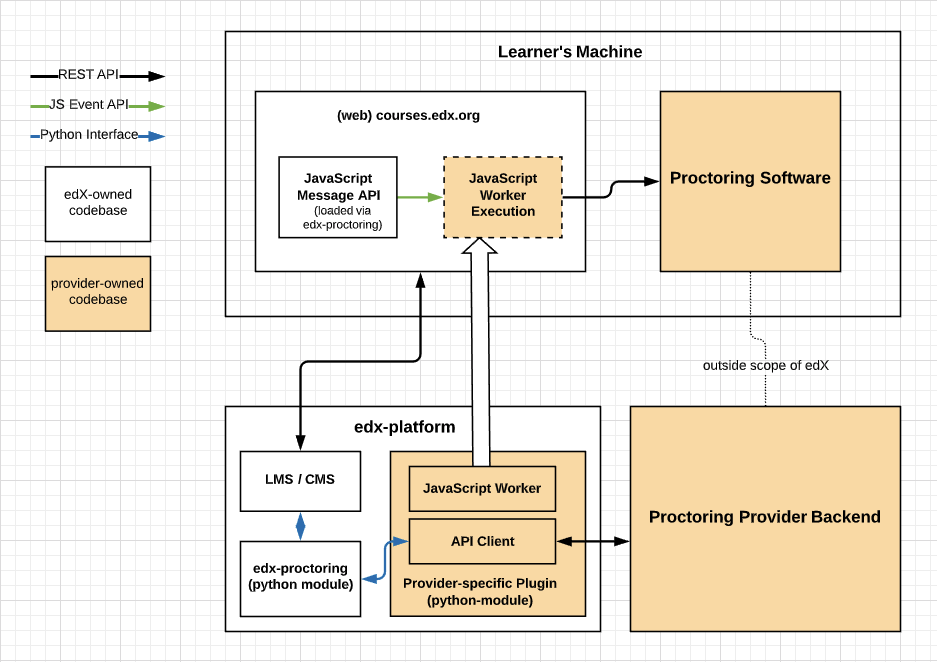 Learner's Machine
REST API
JS Event API
Python Interface
edX-owned
codebase
provider-owned
codebase
(web) courses.edx.org
JavaScript
Message API
(loaded via
edx-proctoring)
JavaScript
Worker
Execution
Proctoring Software
outside scope of edX
edx-platform
LMS / CMS
edx-proctoring
(python module)
JavaScript Worker
API Client
Provider-specific Plugin
(python-module)
Proctoring Provider Backend